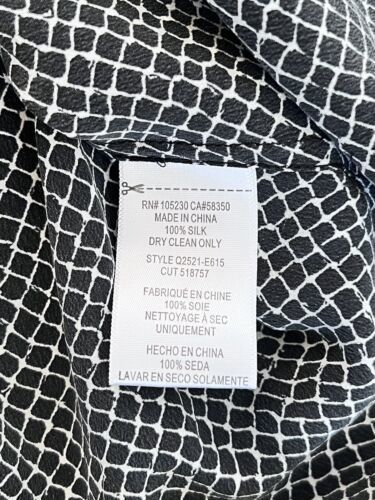 RN# 105230 CA#58350
MADE IN CHINA
100% SILK
DRY CLEAN ONLY
STYLE Q2521-E615
CUT 518757
FABRIQUÉ EN CHINE
100% SOIE
NETTOYAGE À SEC
UNIQUEMENT
HECHO EN CHINA
100% SEDA
LAVAR EN SECO SOLAMENTE